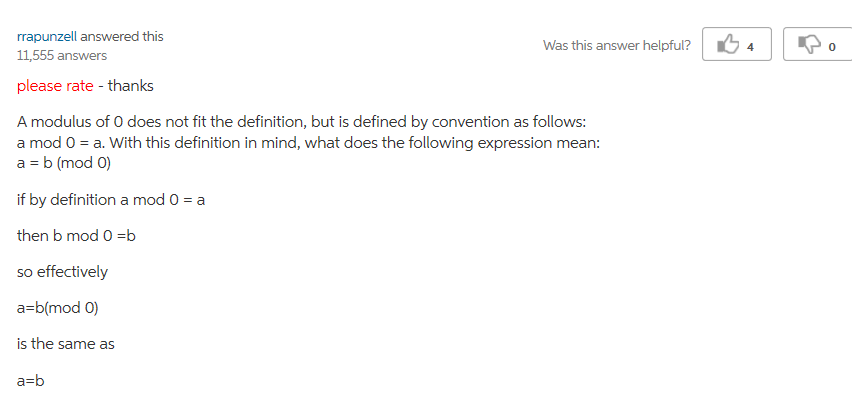 rrapunzell answered this
11,555 answers
Was this answer helpful?
4
0
please rate - thanks
A modulus of 0 does not fit the definition, but is defined by convention as follows:
a mod 0 = a. With this definition in mind, what does the following expression mean:
a = b (mod 0)
if by definition a mod 0 = a
then b mod 0 =b
so effectively
a=b(mod 0)
is the same as
a=b